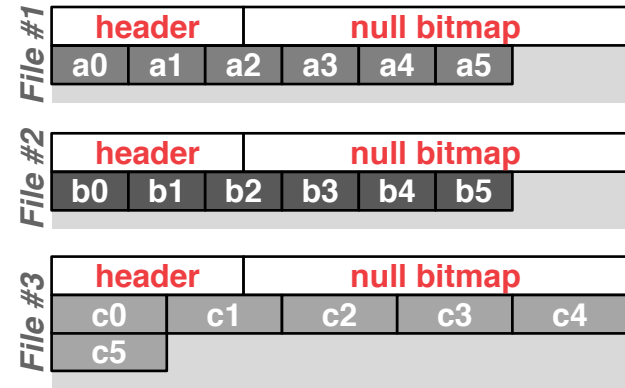 File #1
header null bitmap
a0 a1 a2 a3 a4 a5
File #2
header null bitmap
b0 b1 b2 b3 b4 b5
File #3
header null bitmap
c0 c1 c2 c3 c4
c5